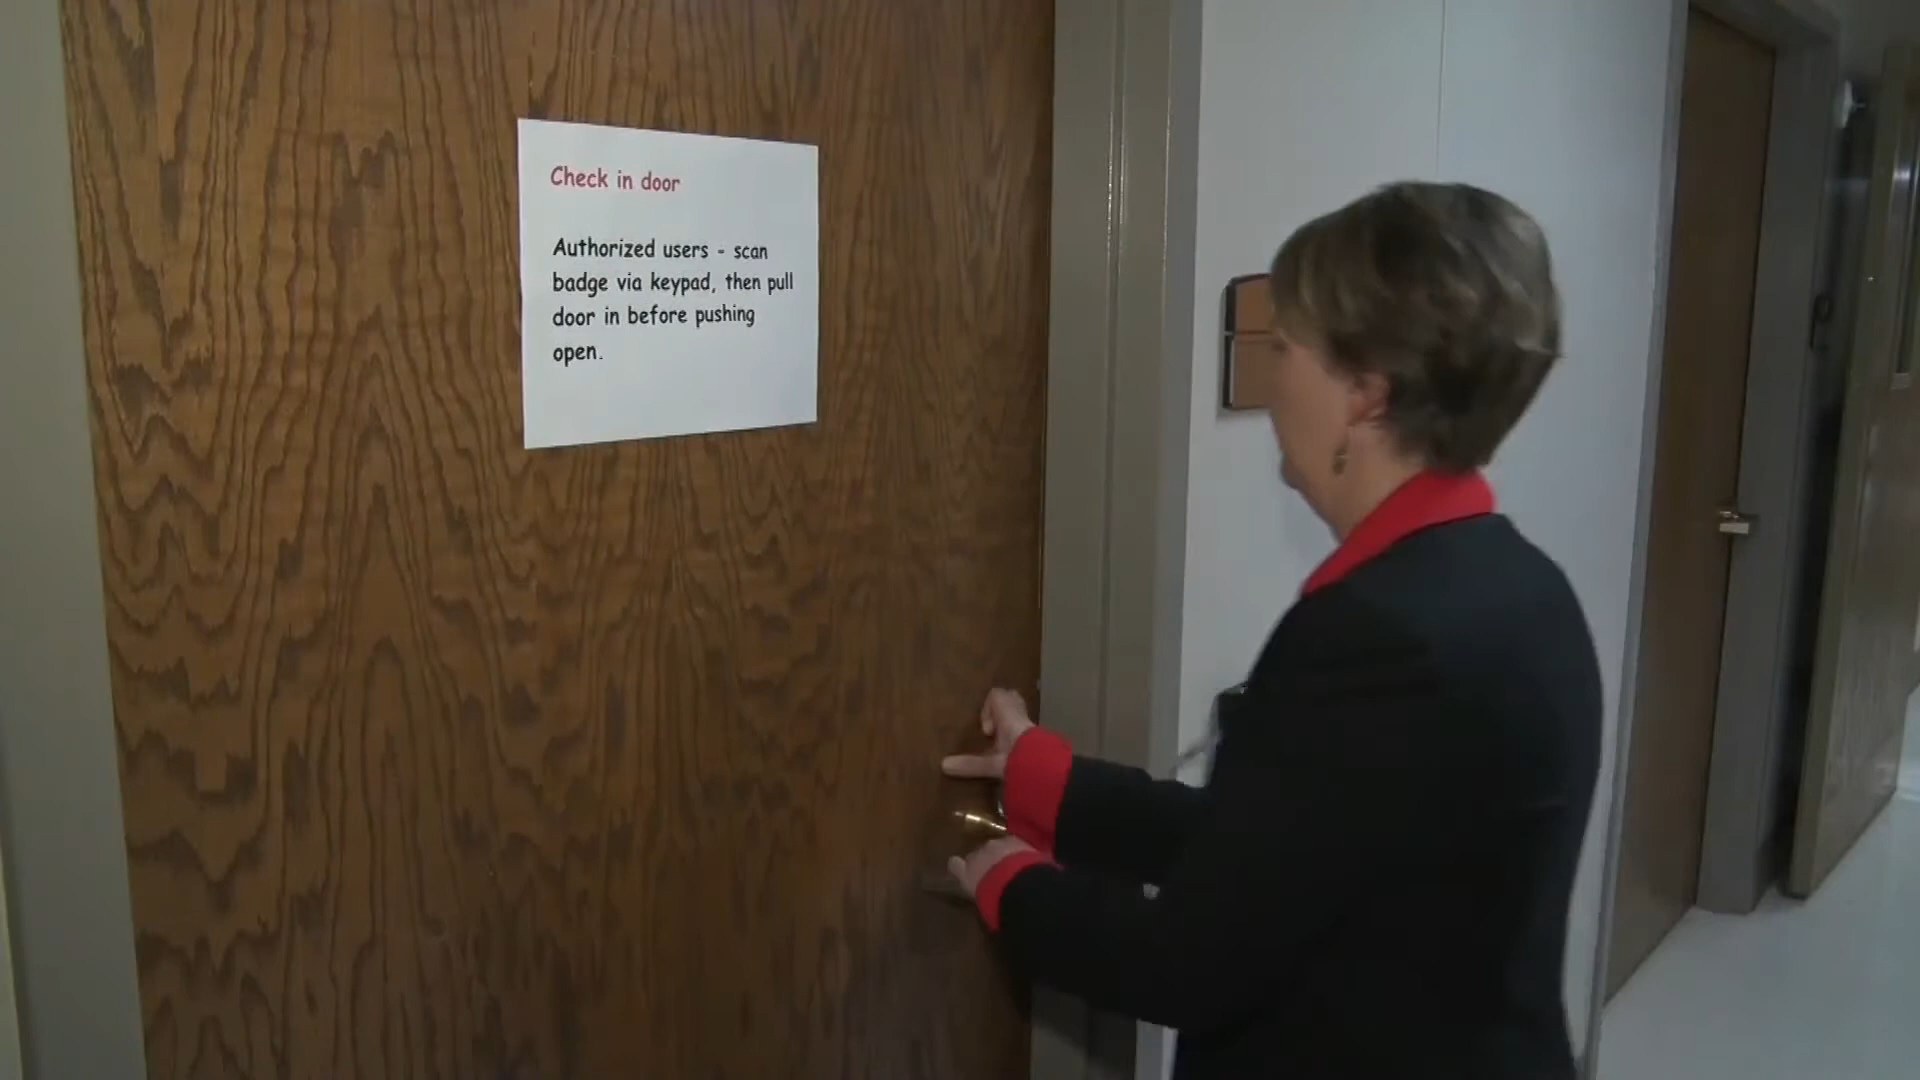 Check in door
Authorized users - scan
badge via keypad, then pull
door in before pushing
open.